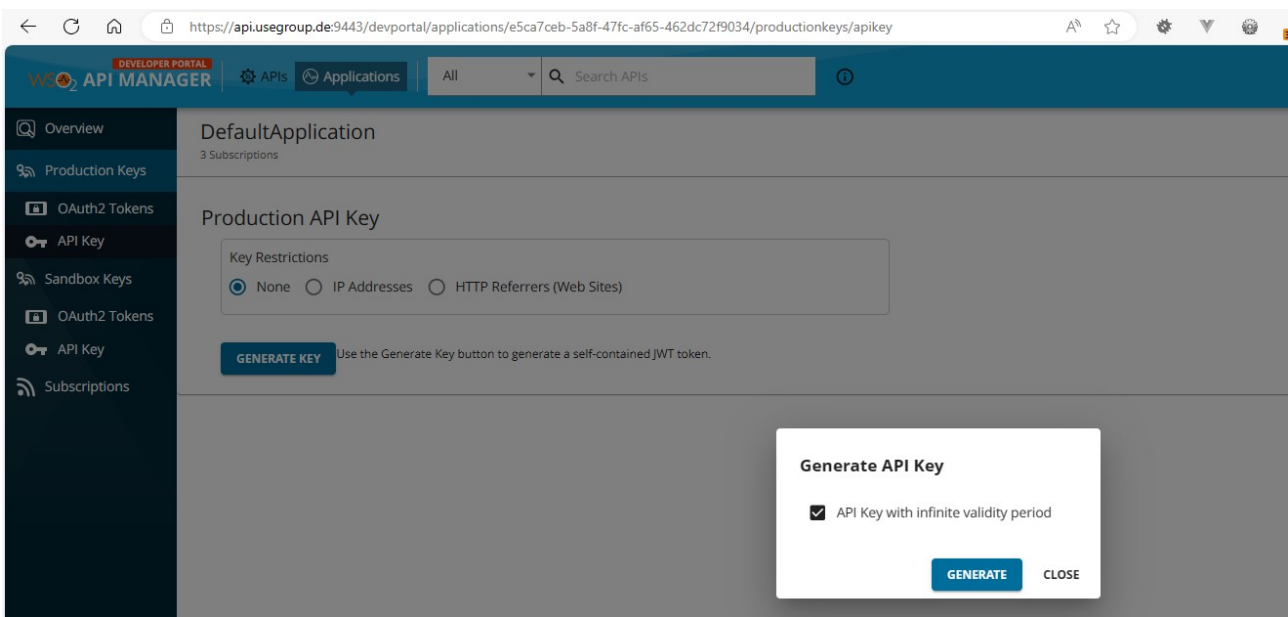 https://api.usegroup.de:9443/devportal/applications/e5ca7ceb-5a8f-47fc-af65-462dc72f9034/productionkeys/apikey
DEVELOPER PORTAL
WSO2 API MANAGER
APIs
Applications
All
Search APIs
Overview
Production Keys
OAuth2 Tokens
API Key
Sandbox Keys
OAuth2 Tokens
API Key
Subscriptions
DefaultApplication
3 Subscriptions
Production API Key
Key Restrictions
None IP Addresses HTTP Referrers (Web Sites)
GENERATE KEY Use the Generate Key button to generate a self-contained JWT token.
Generate API Key
API Key with infinite validity period
GENERATE CLOSE